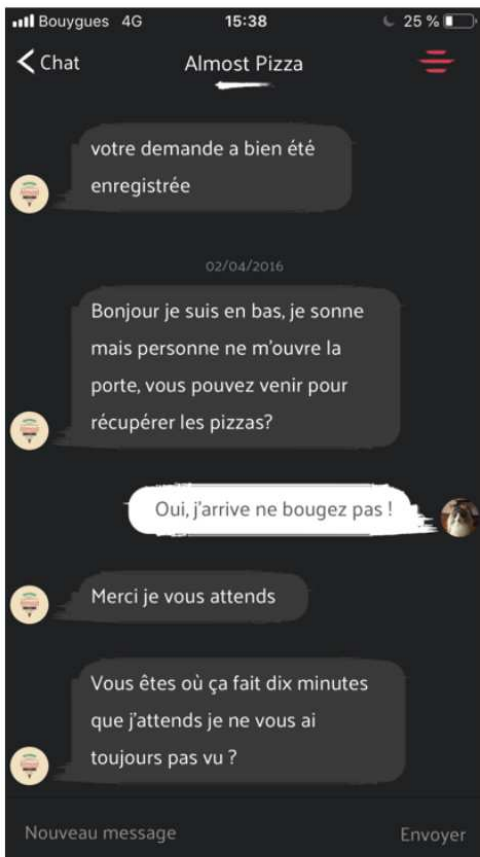 Bouygues 4G 15:38 25 %
Chat Almost Pizza
votre demande a bien été
enregistrée
02/04/2016
Bonjour je suis en bas, je sonne
mais personne ne m'ouvre la
porte, vous pouvez venir pour
récupérer les pizzas?
Oui, j'arrive ne bougez pas !
Merci je vous attends
Vous êtes où ça fait dix minutes
que j'attends je ne vous ai
toujours pas vu ?
Nouveau message Envoyer